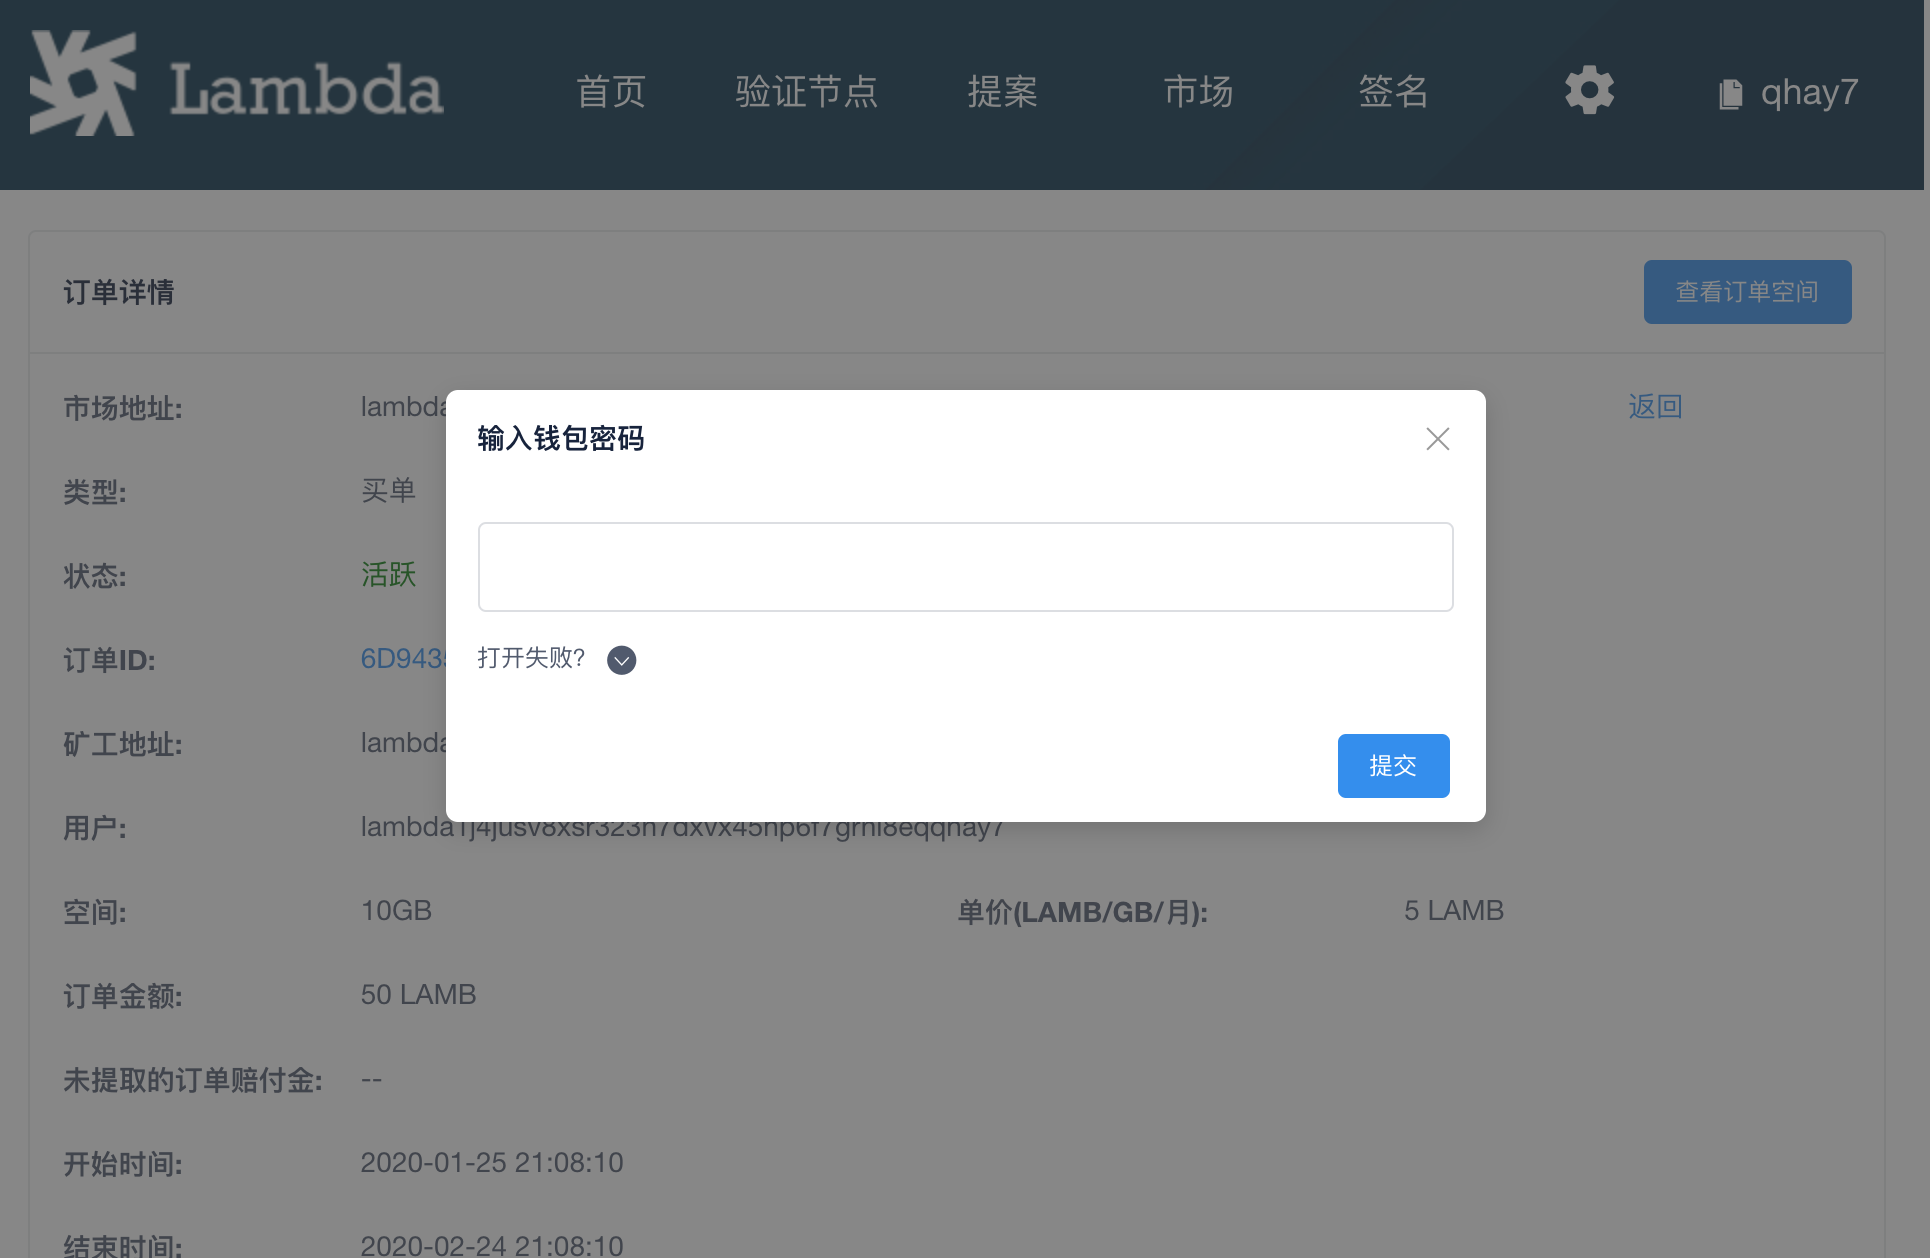 Lambda 首页 验证节点 提案 市场 签名 qhay7
订单详情 查看订单空间
市场地址: lambda 返回
输入钱包密码
类型: 买单
状态: 活跃
订单ID: 6D943 打开失败?
矿工地址: lambda
提交
用户: lambda1j4jusv8xsr323n7dxvx45np6f7grhl8eqqhay7
空间: 10GB 单价(LAMB/GB/月): 5 LAMB
订单金额: 50 LAMB
未提取的订单赔付金: --
开始时间: 2020-01-25 21:08:10
结束时间: 2020-02-24 21:08:10